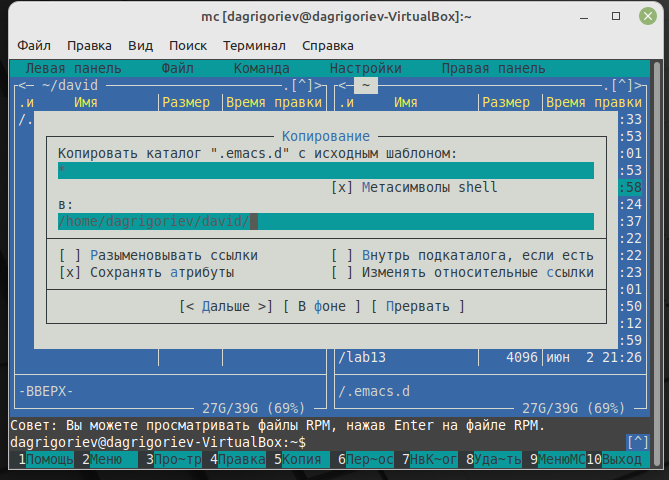 mc [dagrigoriev@dagrigoriev-VirtualBox]:~
Файл Правка Вид Поиск Терминал Справка
Левая панель Файл Команда Настройки Правая панель
<─ ~/david .[^]> <─ ~ .[^]>
.и Имя Размер Время правки .и Имя Размер Время правки
/. :33
:53
Копирование
Копировать каталог ".emacs.d" с исходным шаблоном: :01
* :53
[x] Метасимволы shell :58
в: :24
/home/dagrigoriev/david/ :37
:22
[ ] Разыменовывать ссылки [ ] Внутрь подкаталога, если есть :22
[x] Сохранять атрибуты [ ] Изменять относительные ссылки :23
:01
[< Дальше >] [ В фоне ] [ Прервать ] :50
:12
:59
/lab13 4096 июн 2 21:26
-ВВЕРХ- /.emacs.d
27G/39G (69%) 27G/39G (69%)
Совет: Вы можете просматривать файлы RPM, нажав Enter на файле RPM.
dagrigoriev@dagrigoriev-VirtualBox:~$ [^]
1Помощь 2Меню 3Про~тр 4Правка 5Копия 6Пер~ос 7НвК~ог 8Уда~ть 9МенюMC 10Выход